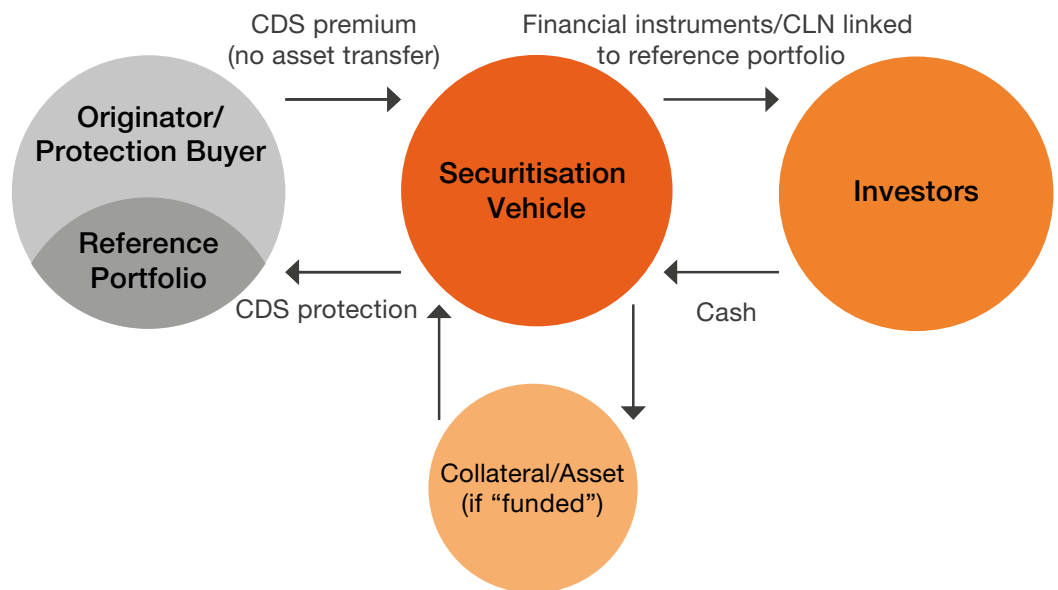 CDS premium
(no asset transfer)
Financial instruments/CLN linked
to reference portfolio
Originator/
Protection Buyer
Reference
Portfolio
Securitisation
Vehicle
Investors
CDS protection
Cash
Collateral/Asset
(if “funded”)